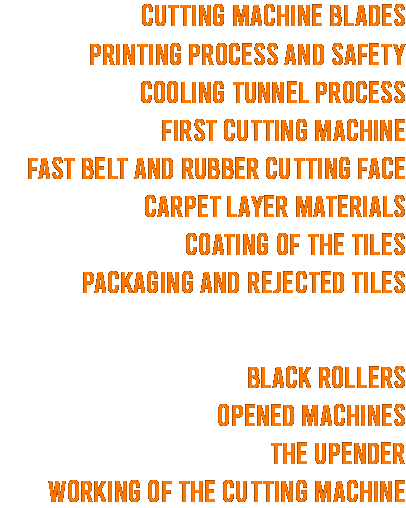 CUTTING MACHINE BLADES
PRINTING PROCESS AND SAFETY
COOLING TUNNEL PROCESS
FIRST CUTTING MACHINE
FAST BELT AND RUBBER CUTTING FACE
CARPET LAYER MATERIALS
COATING OF THE TILES
PACKAGING AND REJECTED TILES
BLACK ROLLERS
OPENED MACHINES
THE UPENDER
WORKING OF THE CUTTING MACHINE